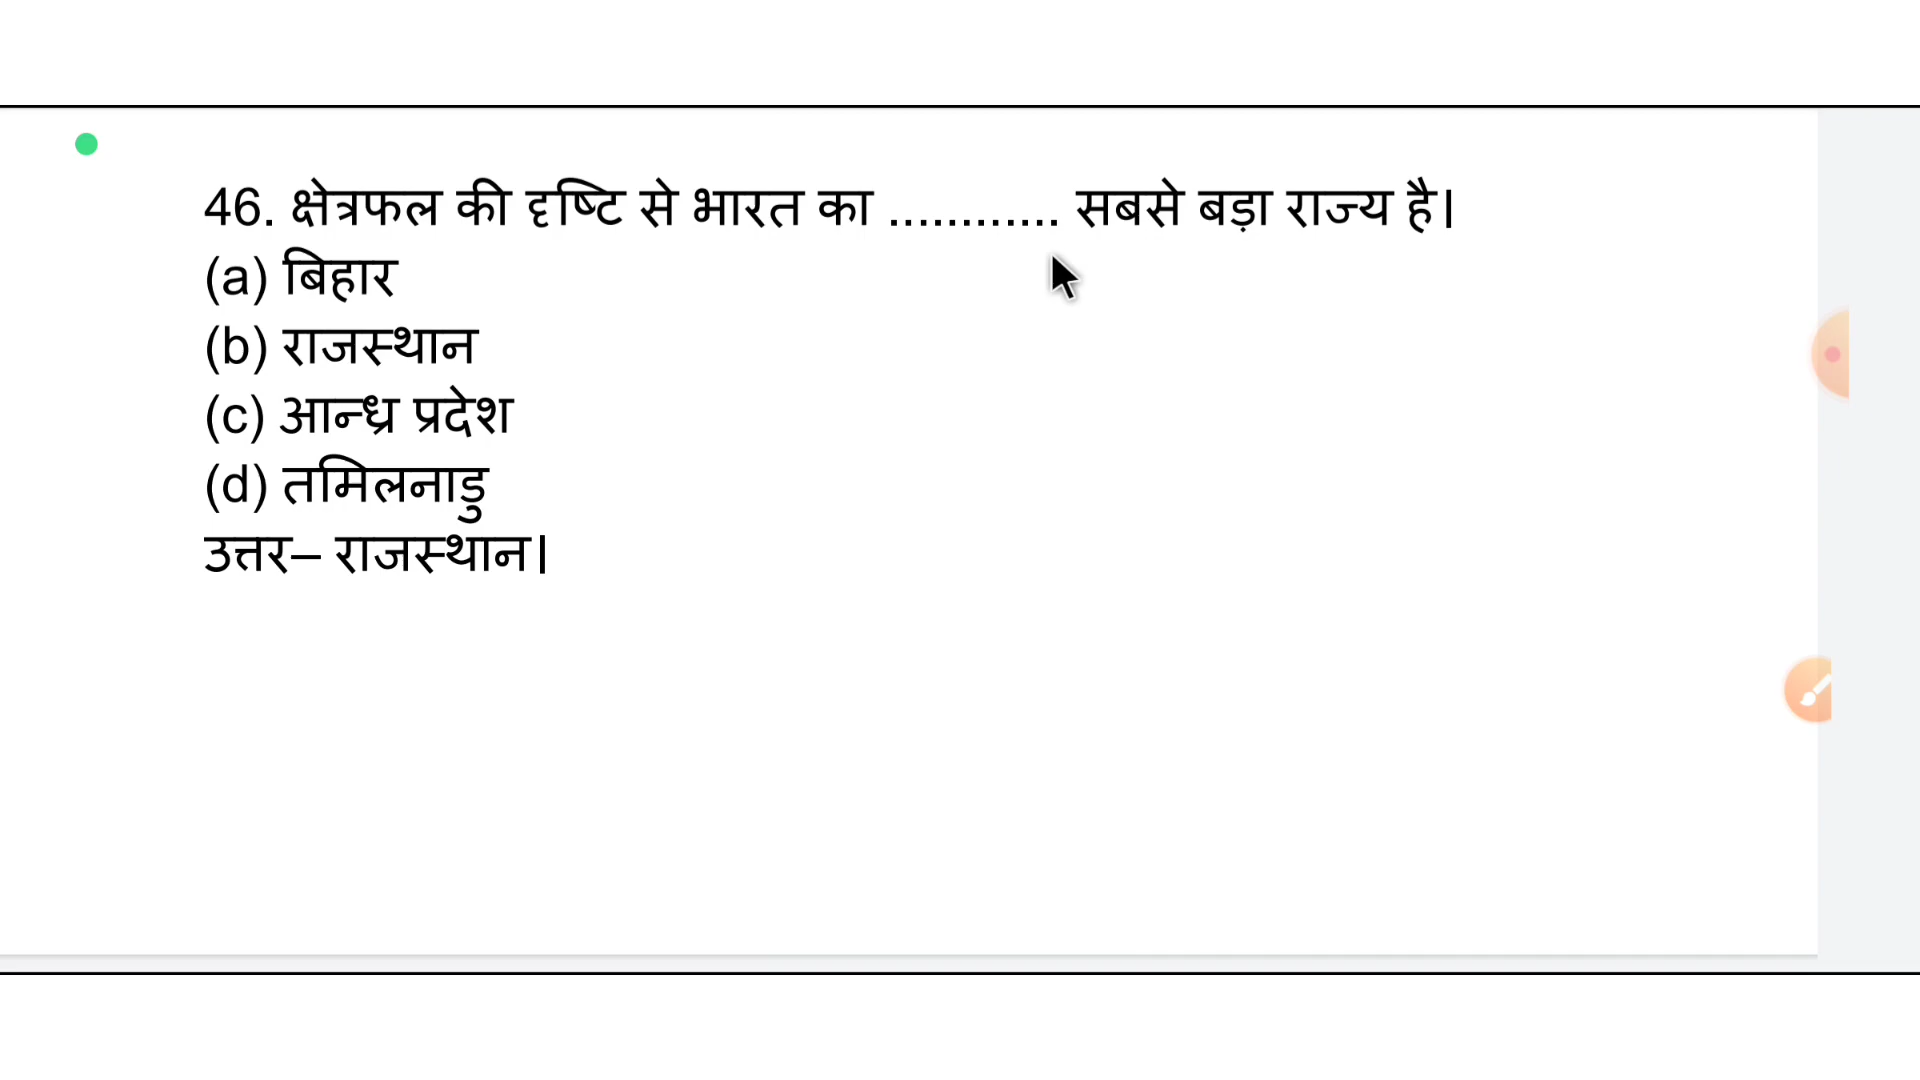 46. क्षेत्रफल की दृष्टि से भारत का ............ सबसे बड़ा राज्य है।
(a) बिहार
(b) राजस्थान
(c) आन्ध्र प्रदेश
(d) तमिलनाडु
उत्तर– राजस्थान।